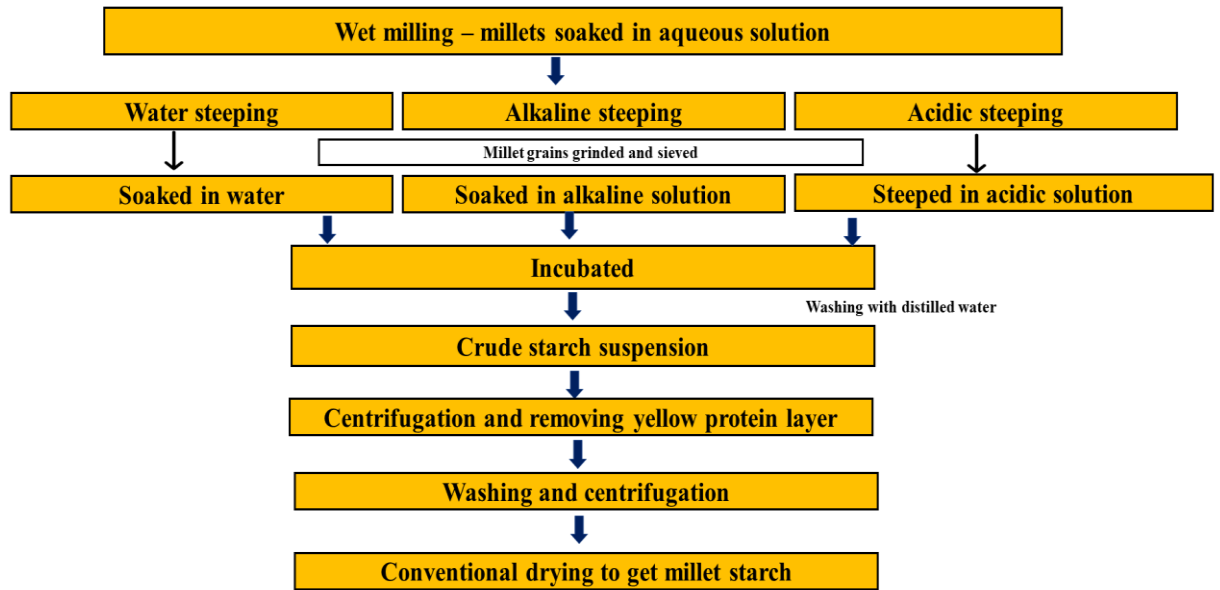 Wet milling – millets soaked in aqueous solution
Water steeping
Alkaline steeping
Acidic steeping
Millet grains grinded and sieved
Soaked in water
Soaked in alkaline solution
Steeped in acidic solution
Incubated
Washing with distilled water
Crude starch suspension
Centrifugation and removing yellow protein layer
Washing and centrifugation
Conventional drying to get millet starch